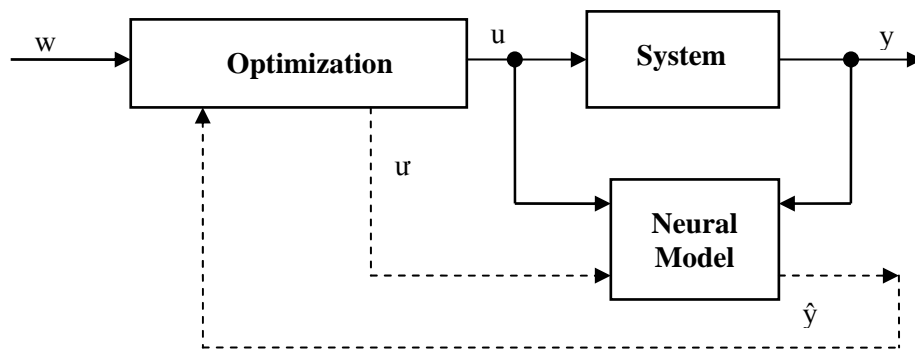 w
Optimization
u
System
y
u'
Neural
Model
ŷ